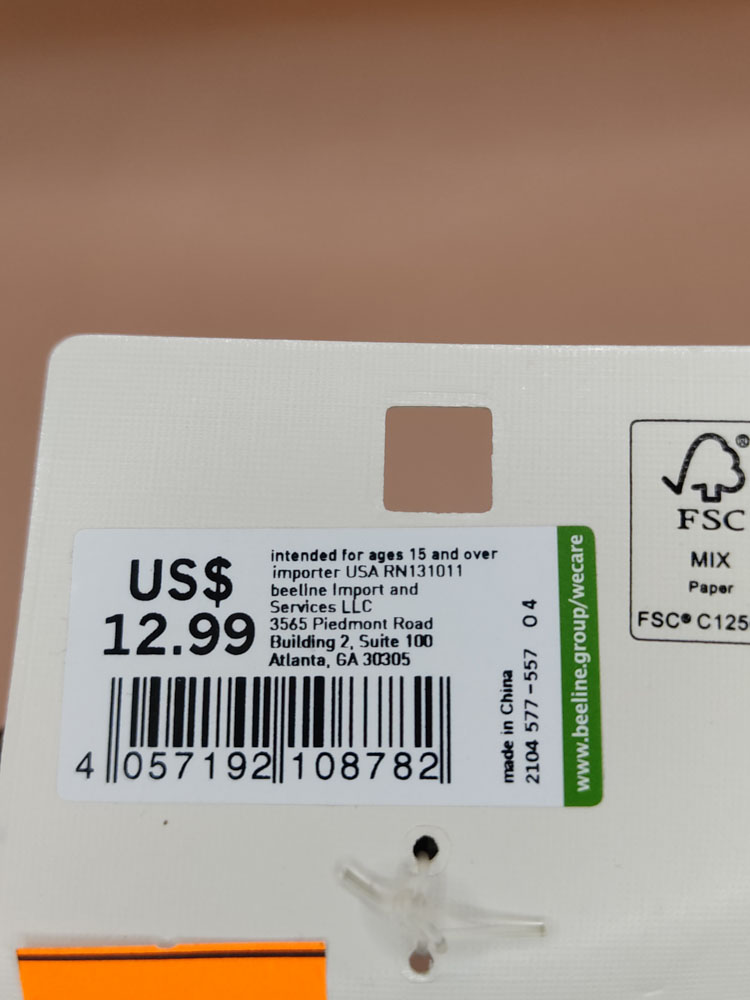 US$
12.99
intended for ages 15 and over
importer USA RN131011
beeline Import and
Services LLC
3565 Piedmont Road
Building 2, Suite 100
Atlanta, GA 30305
4 057192 108782
made in China
2104 577-557 04
www.beeline.group/wecare
®
FSC
MIX
Paper
FSC® C125